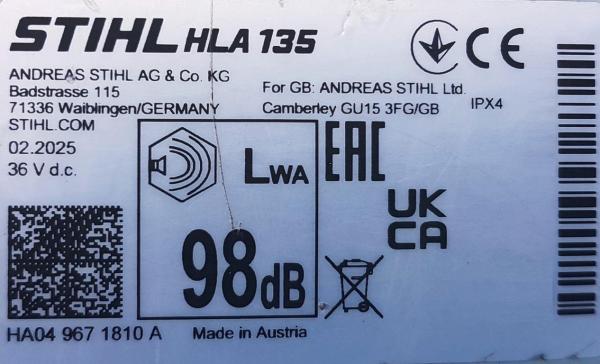 STIHL HLA 135
ANDREAS STIHL AG & Co. KG
Badstrasse 115
71336 Waiblingen/GERMANY
STIHL.COM
02.2025
36 V d.c.
For GB: ANDREAS STIHL Ltd.
Camberley GU15 3FG/GB
IPX4
CE
LWA
98dB
EAC
UK
CA
HA04 967 1810 A
Made in Austria